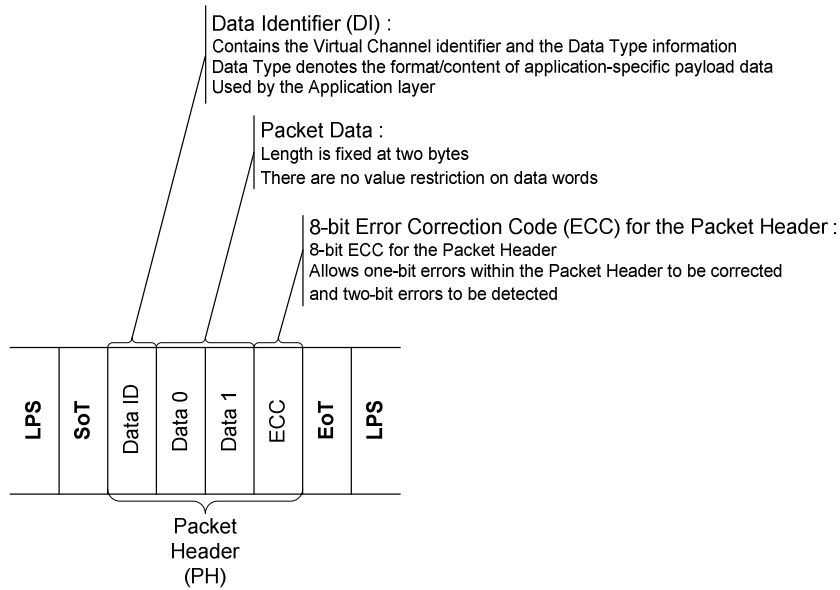 Data Identifier (DI) :
Contains the Virtual Channel identifier and the Data Type information
Data Type denotes the format/content of application-specific payload data
Used by the Application layer
Packet Data :
Length is fixed at two bytes
There are no value restriction on data words
8-bit Error Correction Code (ECC) for the Packet Header :
8-bit ECC for the Packet Header
Allows one-bit errors within the Packet Header to be corrected
and two-bit errors to be detected
LPS
SoT
Data ID
Data 0
Data 1
ECC
EoT
LPS
Packet
Header
(PH)